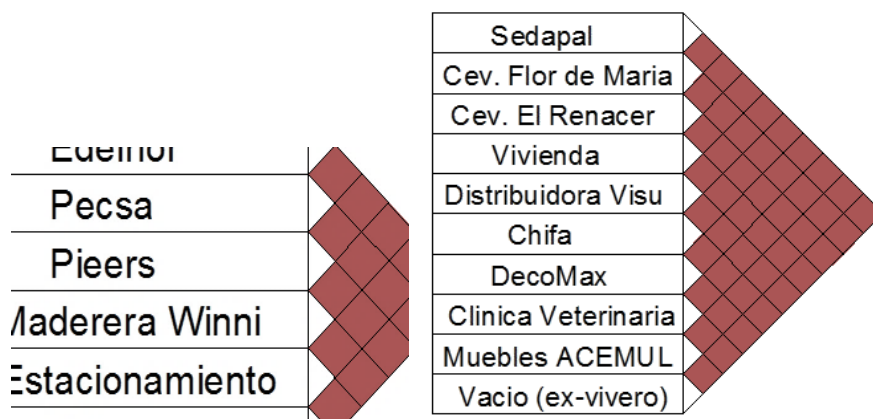 Pecsa
Pieers
Maderera Winni
Estacionamiento
Sedapal
Cev. Flor de Maria
Cev. El Renacer
Vivienda
Distribuidora Visu
Chifa
DecoMax
Clinica Veterinaria
Muebles ACEMUL
Vacio (ex-vivero)